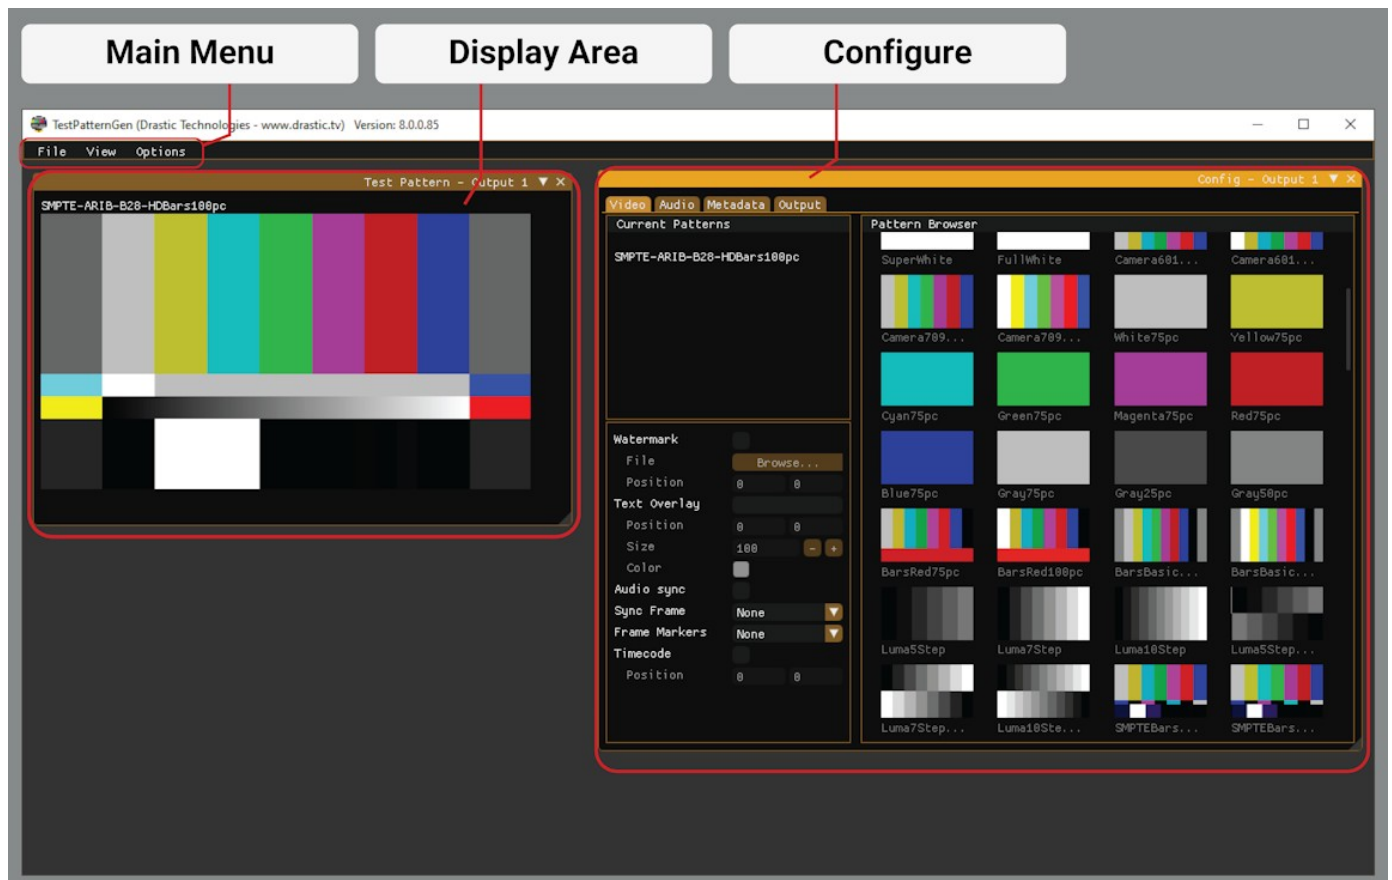 Main Menu
Display Area
Configure
TestPatternGen (Drastic Technologies - www.drastic.tv) Version: 8.0.0.85
File View Options
Test Pattern - Output 1
SMPTE-ARIB-B28-HDBars100pc
Config - Output 1
Video Audio Metadata Output
Current Patterns
SMPTE-ARIB-B28-HDBars100pc
Watermark
File Browse...
Position 0 0
Text Overlay
Position 0 0
Size 100 - +
Color
Audio sync
Sync Frame None
Frame Markers None
Timecode
Position 0 0
Pattern Browser
SuperWhite FullWhite Camera601... Camera601...
Camera709... Camera709... White75pc Yellow75pc
Cyan75pc Green75pc Magenta75pc Red75pc
Blue75pc Gray75pc Gray25pc Gray50pc
BarsRed75pc BarsRed100pc BarsBasic... BarsBasic...
Luma5Step Luma7Step Luma10Step Luma5Step...
Luma7Step... Luma10Ste... SMPTEBars... SMPTEBars...